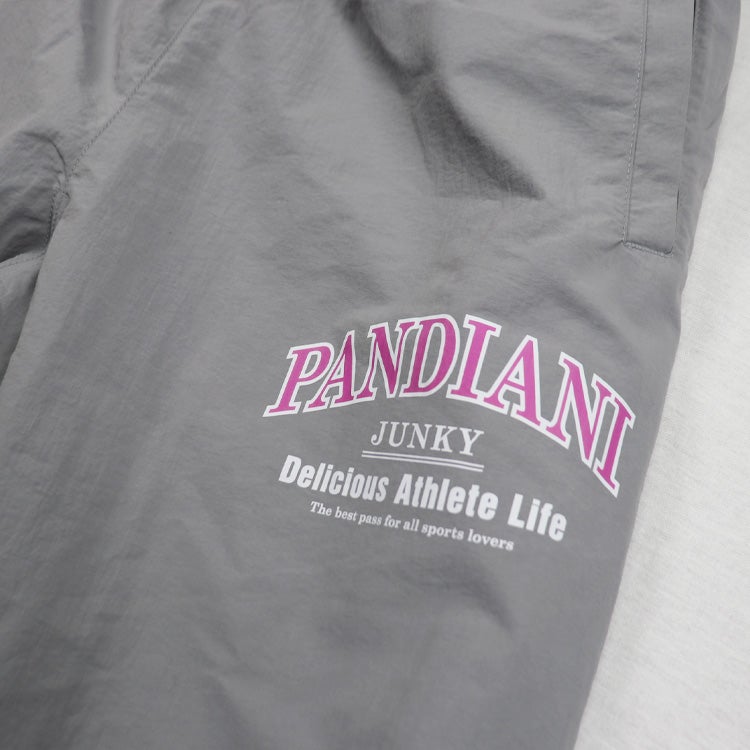 PANDIANI
JUNKY
Delicious Athlete Life
The best pass for all sports lovers